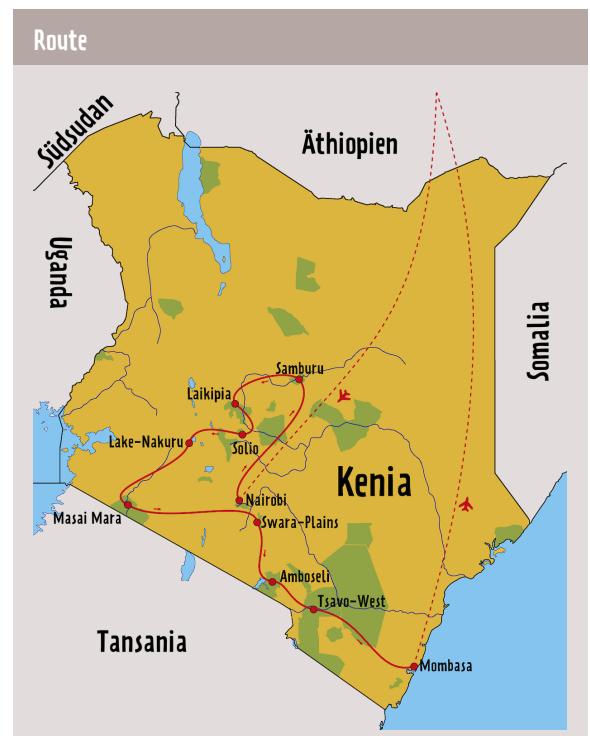 Route
Südsudan
Äthiopien
Uganda
Somalia
Samburu
Laikipia
Lake-Nakuru
Solio
Kenia
Nairobi
Masai Mara
Swara-Plains
Amboseli
Tsavo-West
Tansania
Mombasa